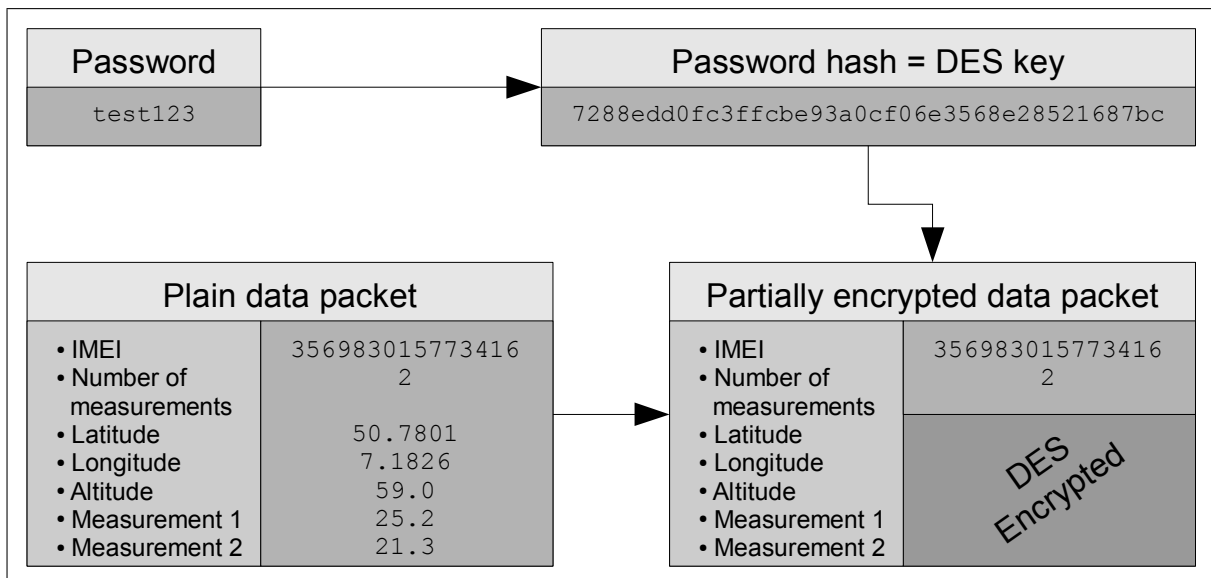 Password
test123
Password hash = DES key
7288edd0fc3ffcbe93a0cf06e3568e28521687bc
Plain data packet
• IMEI 356983015773416
• Number of 2
measurements
• Latitude 50.7801
• Longitude 7.1826
• Altitude 59.0
• Measurement 1 25.2
• Measurement 2 21.3
Partially encrypted data packet
• IMEI 356983015773416
• Number of 2
measurements
• Latitude
• Longitude
• Altitude
• Measurement 1
• Measurement 2
DES
Encrypted